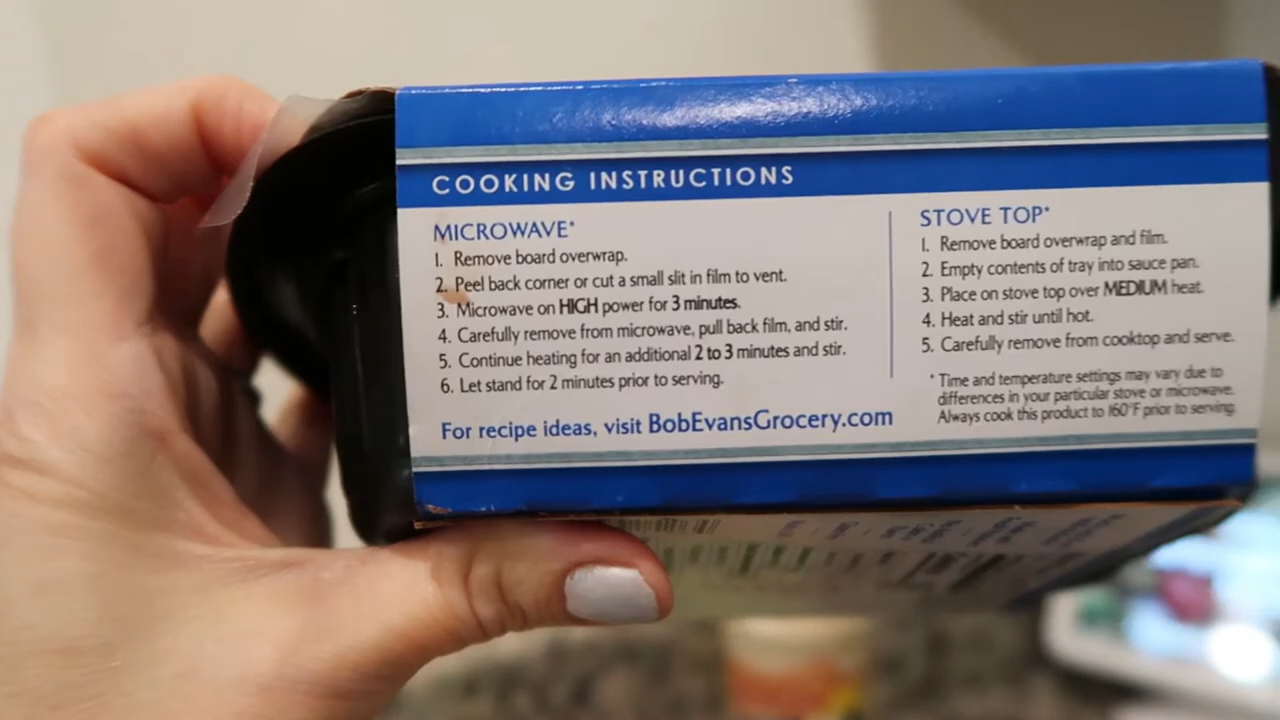 COOKING INSTRUCTIONS
MICROWAVE*
1. Remove board overwrap.
2. Peel back corner or cut a small slit in film to vent.
3. Microwave on HIGH power for 3 minutes.
4. Carefully remove from microwave, pull back film, and stir.
5. Continue heating for an additional 2 to 3 minutes and stir.
6. Let stand for 2 minutes prior to serving.
For recipe ideas, visit BobEvansGrocery.com
STOVE TOP*
1. Remove board overwrap and film.
2. Empty contents of tray into sauce pan.
3. Place on stove top over MEDIUM heat.
4. Heat and stir until hot.
5. Carefully remove from cooktop and serve.
* Time and temperature settings may vary due to
differences in your particular stove or microwave.
Always cook this product to 160°F prior to serving.